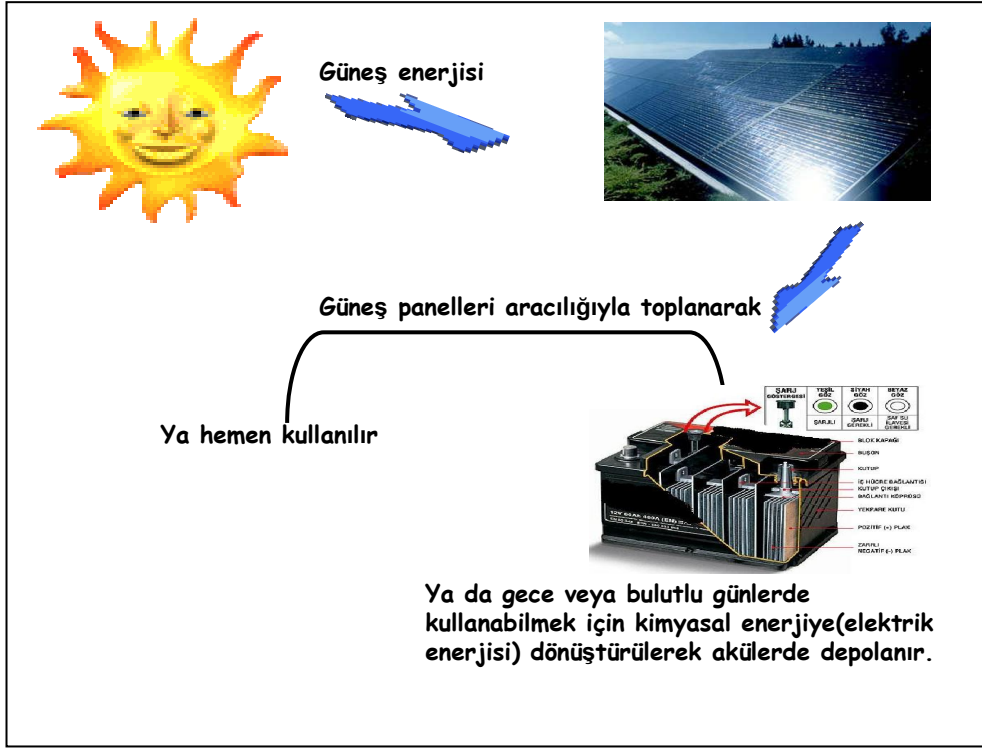 Güneş enerjisi
Güneş panelleri aracılığıyla toplanarak
Ya hemen kullanılır
ŞARJ GÖSTERGESİ
YEŞİL GÖZ
SİYAH GÖZ
BEYAZ GÖZ
ŞARJLI
ŞARJ GEREKLİ
SAF SU İLAVESİ GEREKLİ
BLOK KAPAĞI
BUŞON
KUTUP
İÇ HÜCRE BAĞLANTISI
KUTUP ÇIKIŞI
BAĞLANTI KÖPRÜSÜ
YEKPARE KUTU
POZİTİF (+) PLAK
ZARFLI
NEGATİF (-) PLAK
Ya da gece veya bulutlu günlerde
kullanabilmek için kimyasal enerjiye(elektrik
enerjisi) dönüştürülerek akülerde depolanır.